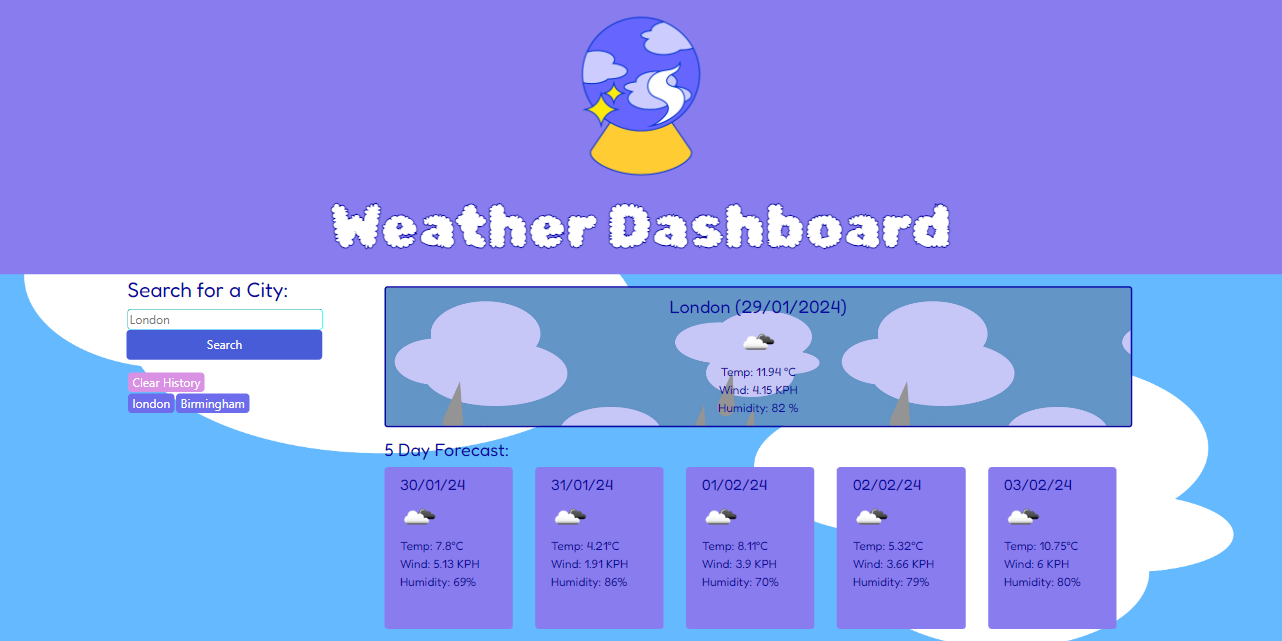 Weather Dashboard
Search for a City:
London
Search
Clear History
london Birmingham
London (29/01/2024)
Temp: 11.94 °C
Wind: 4.15 KPH
Humidity: 82 %
5 Day Forecast:
30/01/24
Temp: 7.8°C
Wind: 5.13 KPH
Humidity: 69%
31/01/24
Temp: 4.21°C
Wind: 1.91 KPH
Humidity: 86%
01/02/24
Temp: 8.11°C
Wind: 3.9 KPH
Humidity: 70%
02/02/24
Temp: 5.32°C
Wind: 3.66 KPH
Humidity: 79%
03/02/24
Temp: 10.75°C
Wind: 6 KPH
Humidity: 80%